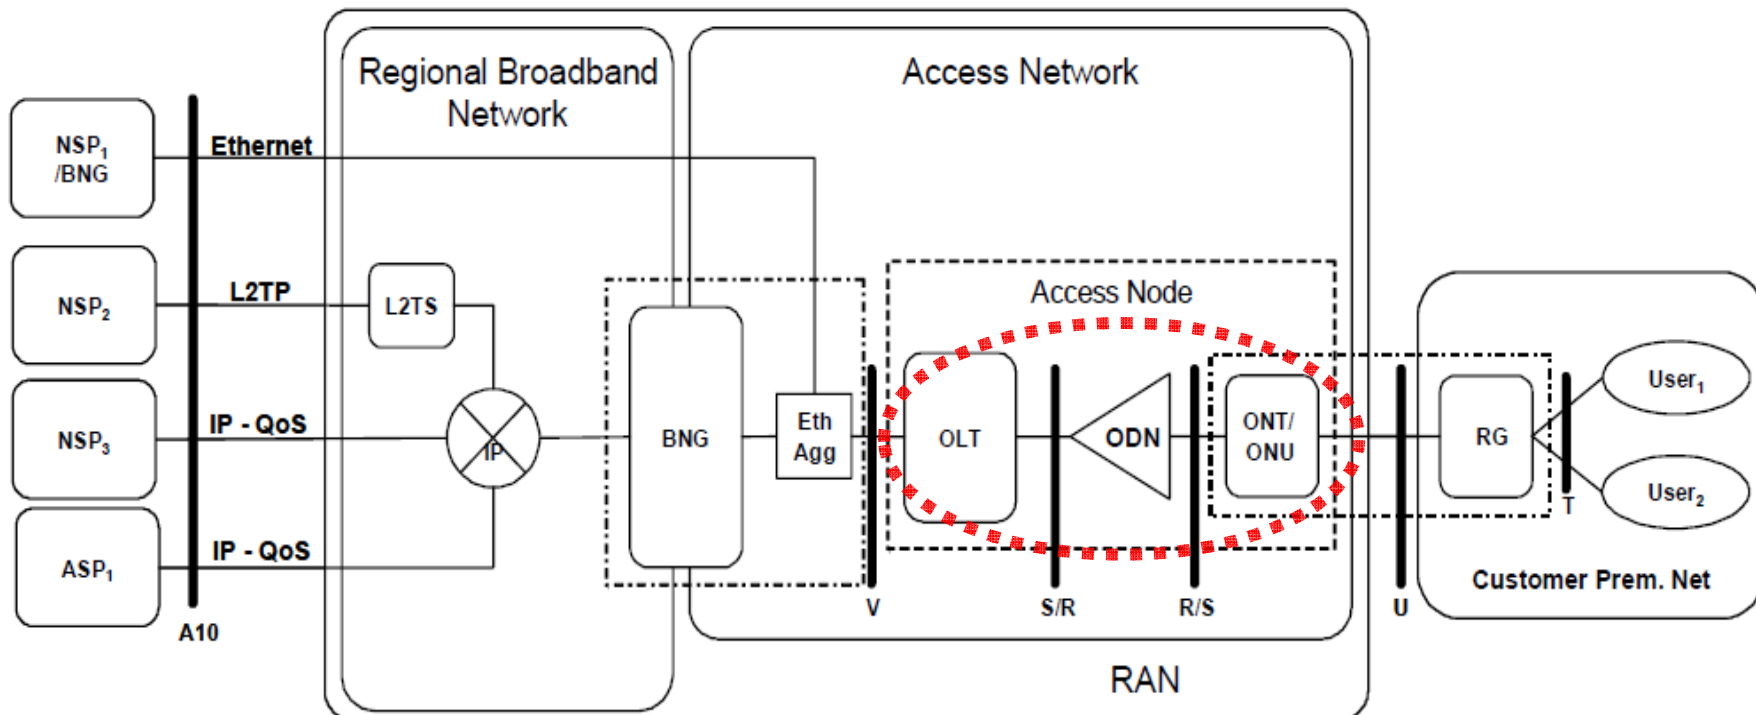 Regional Broadband
Network
Access Network
NSP₁
/BNG
Ethernet
NSP₂
L2TP
L2TS
Access Node
NSP₃
IP - QoS
IP
BNG
Eth
Agg
OLT
ODN
ONT/
ONU
RG
User₁
User₂
T
ASP₁
IP - QoS
A10
V
S/R
R/S
U
Customer Prem. Net
RAN